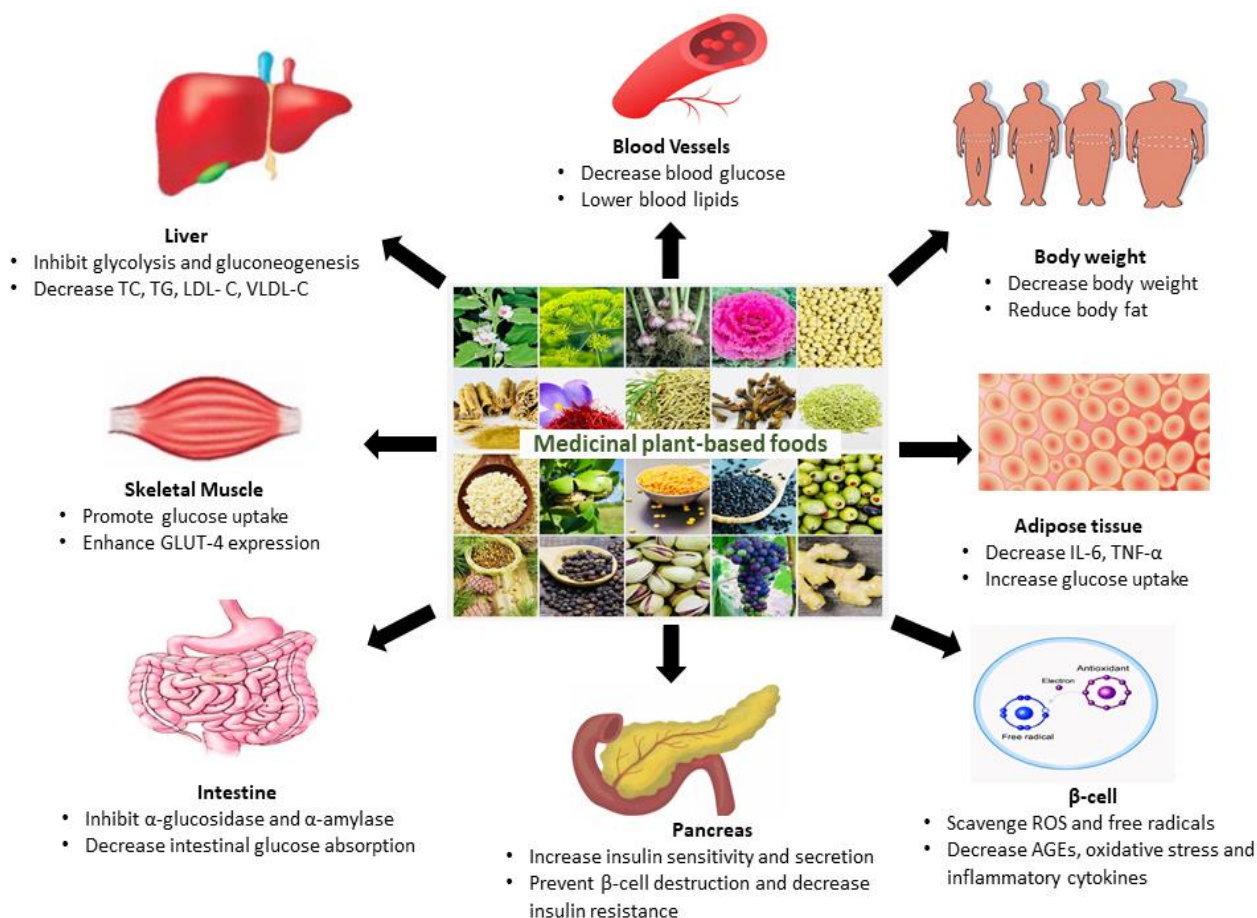 Blood Vessels
• Decrease blood glucose
• Lower blood lipids
Liver
• Inhibit glycolysis and gluconeogenesis
• Decrease TC, TG, LDL- C, VLDL-C
Body weight
• Decrease body weight
• Reduce body fat
Medicinal plant-based foods
Skeletal Muscle
• Promote glucose uptake
• Enhance GLUT-4 expression
Adipose tissue
• Decrease IL-6, TNF-α
• Increase glucose uptake
Intestine
• Inhibit α-glucosidase and α-amylase
• Decrease intestinal glucose absorption
Pancreas
• Increase insulin sensitivity and secretion
• Prevent β-cell destruction and decrease
insulin resistance
Antioxidant
Electron
Free radical
β-cell
• Scavenge ROS and free radicals
• Decrease AGEs, oxidative stress and
inflammatory cytokines